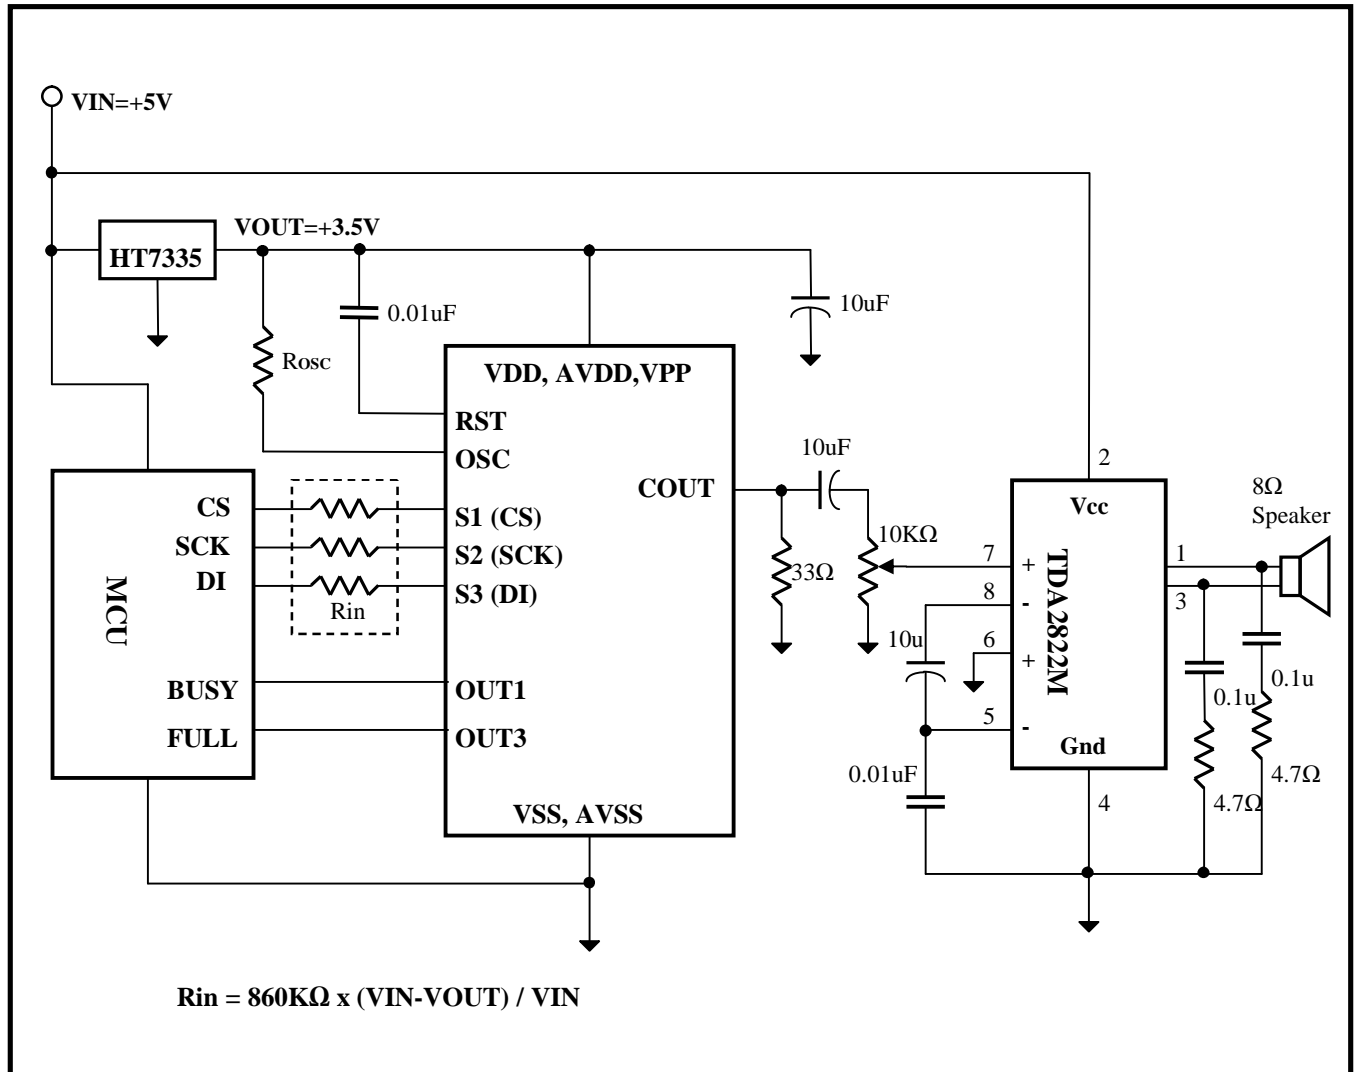 VIN=+5V
VOUT=+3.5V
HT7335
0.01uF
10uF
Rosc
VDD, AVDD,VPP
RST
OSC
COUT
10uF
33Ω
10KΩ
MCU
CS
SCK
DI
BUSY
FULL
Rin
S1 (CS)
S2 (SCK)
S3 (DI)
OUT1
OUT3
VSS, AVSS
2
Vcc
7
+
8
-
6
+
5
-
TDA2822M
Gnd
4
1
3
8Ω
Speaker
10u
0.01uF
0.1u
0.1u
4.7Ω
4.7Ω
Rin = 860KΩ x (VIN-VOUT) / VIN